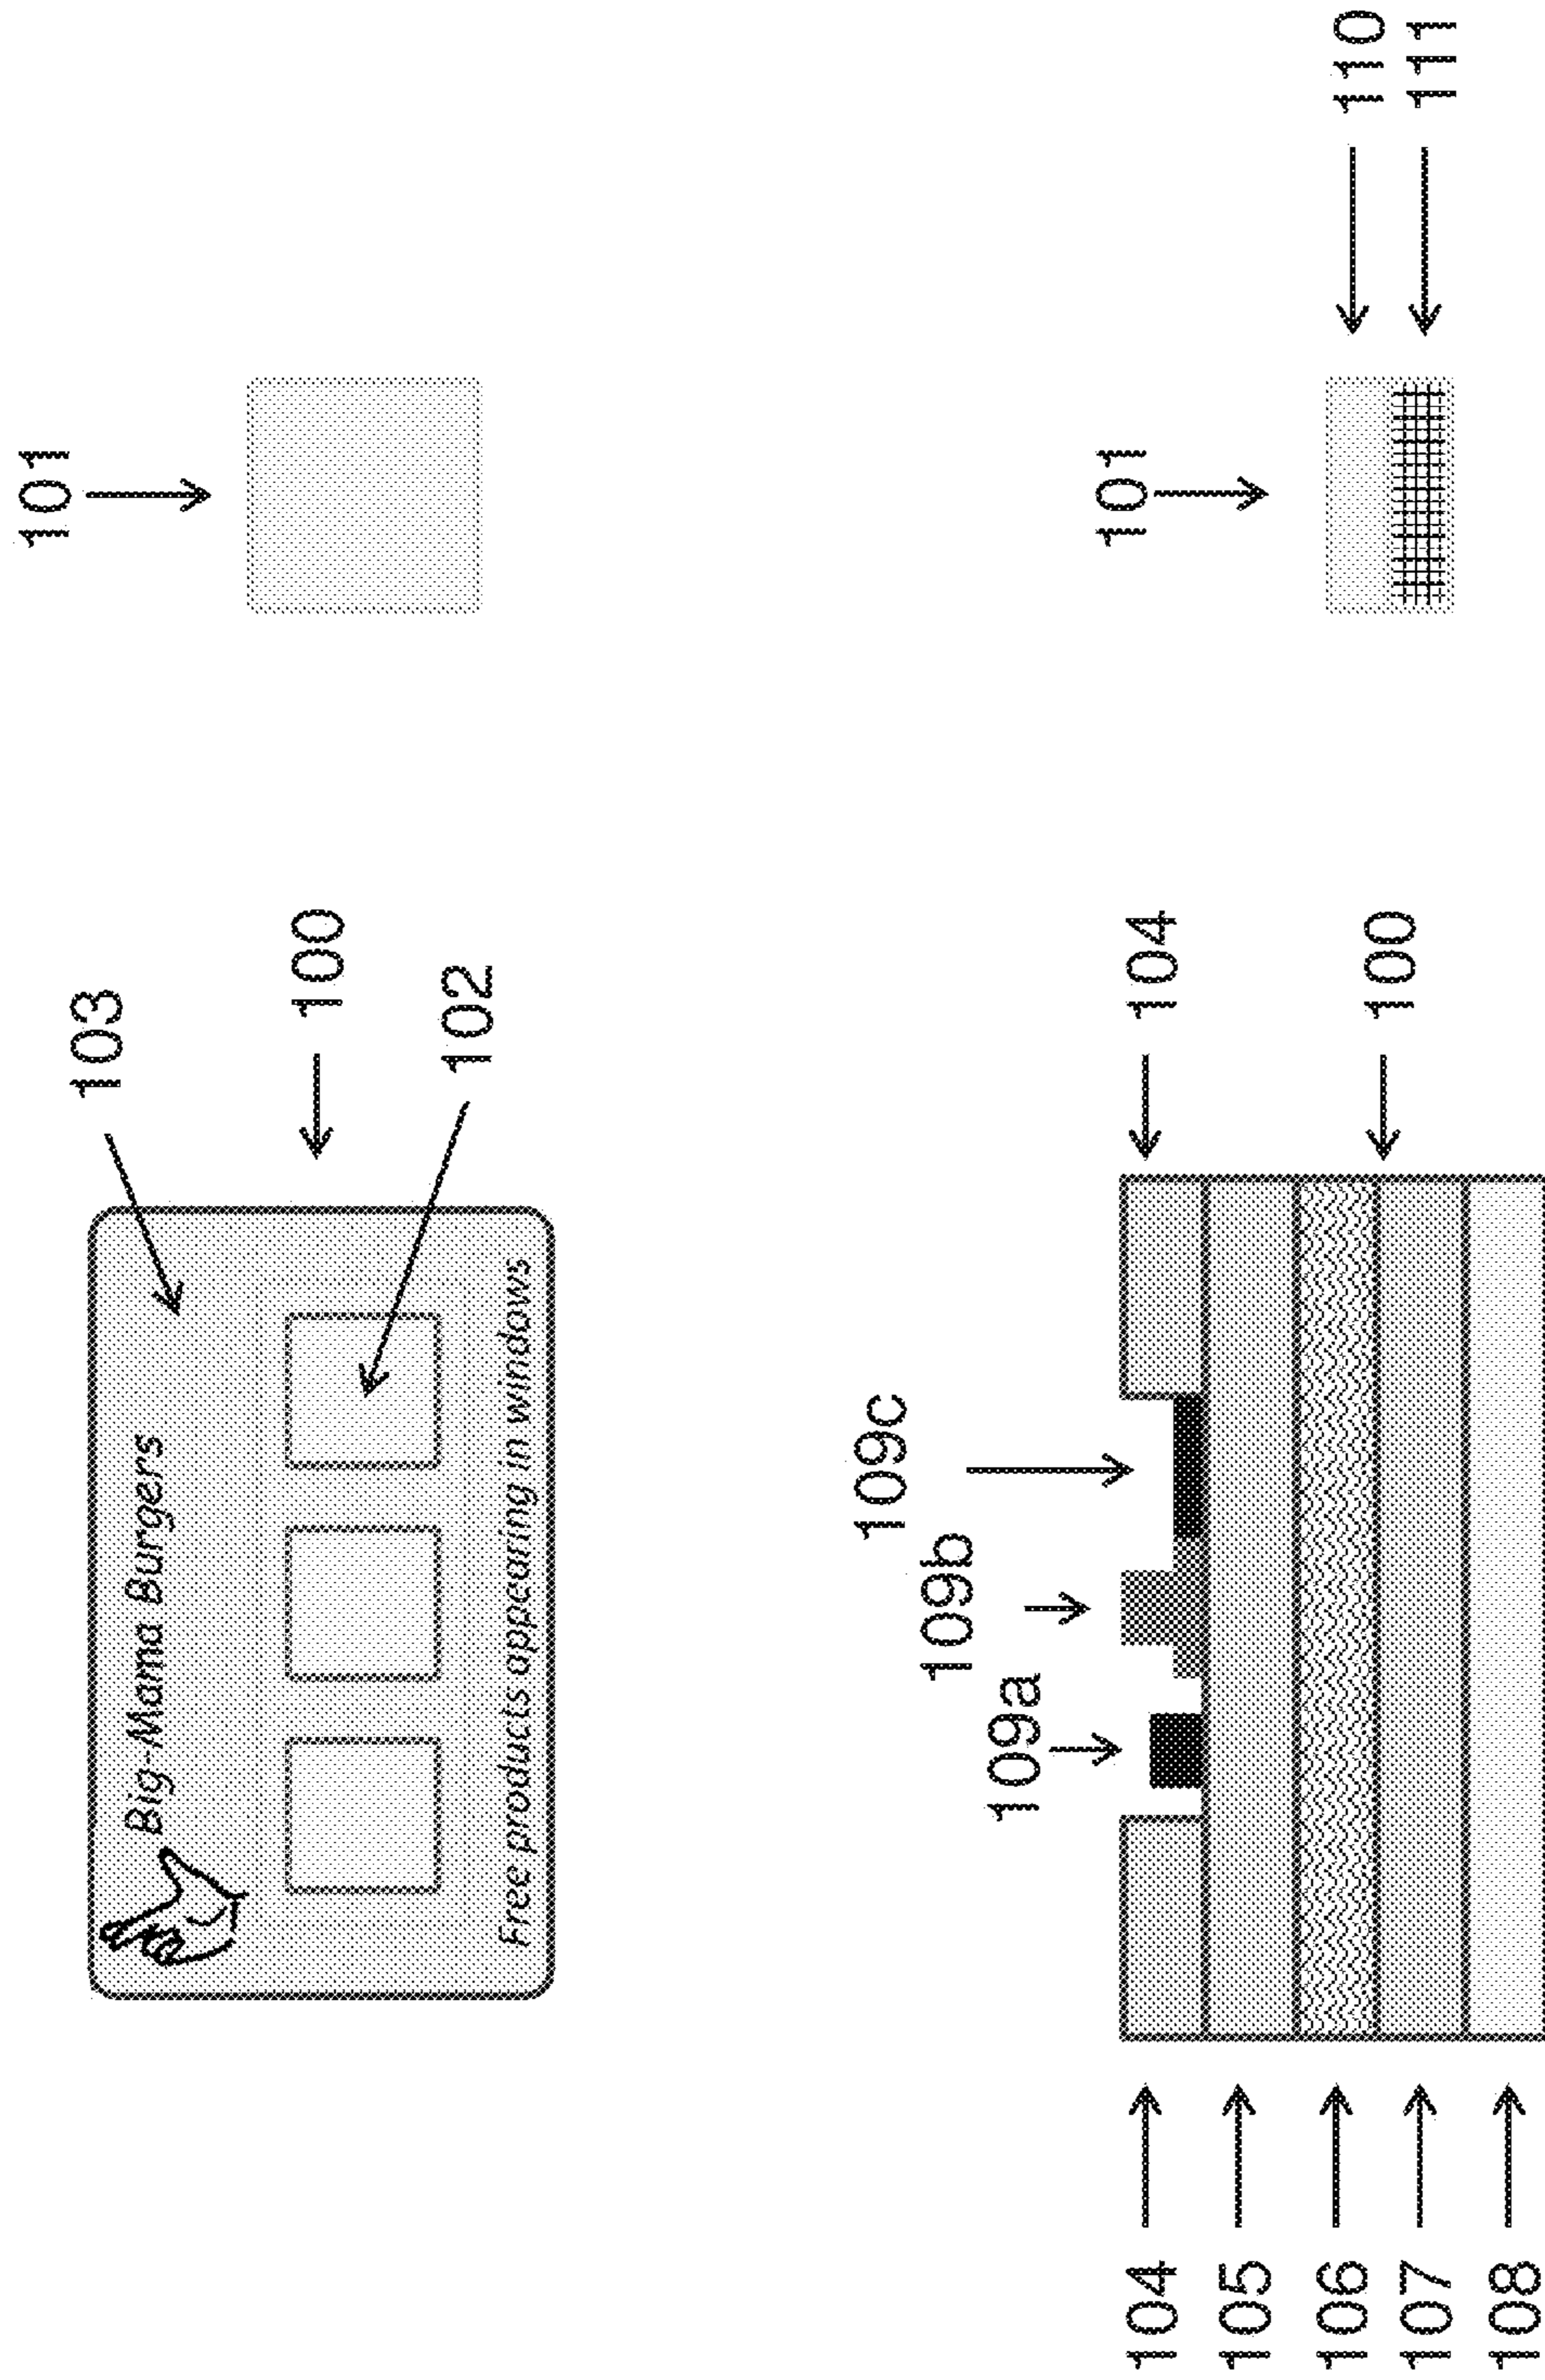 101
103
Big-Mama Burgers
100
102
Free products appearing in windows
109c
109b
109a
101
104
104
105
106
110
100
107
111
108